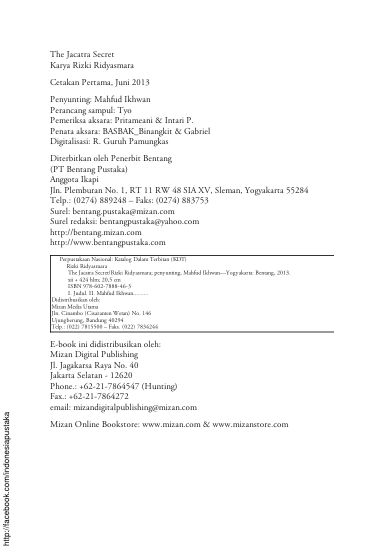 The Jacatra Secret
Karya Rizki Ridyasmara
Cetakan Pertama, Juni 2013
Penyunting: Mahfud Ikhwan
Perancang sampul: Tyo
Pemeriksa aksara: Pritameani & Intari P.
Penata aksara: BASBAK_Binangkit & Gabriel
Digitalisasi: R. Guruh Pamungkas
Diterbitkan oleh Penerbit Bentang
(PT Bentang Pustaka)
Anggota Ikapi
Jln. Plemburan No. 1, RT 11 RW 48 SIA XV, Sleman, Yogyakarta 55284
Telp.: (0274) 889248 – Faks: (0274) 883753
Surel: bentang.pustaka@mizan.com
Surel redaksi: bentangpustaka@yahoo.com
http://bentang.mizan.com
http://www.bentangpustaka.com
Perpustakaan Nasional: Katalog Dalam Terbitan (KDT)
Rizki Ridyasmara
The Jacatra Secret/Rizki Ridyasmara; penyunting, Mahfud Ikhwan.—Yogyakarta: Bentang, 2013.
xii + 424 hlm; 20,5 cm
ISBN 978-602-7888-46-3
I. Judul. II. Mahfud Ikhwan..........
Didistribusikan oleh:
Mizan Media Utama
Jln. Cinambo (Cisaranten Wetan) No. 146
Ujungberung, Bandung 40294
Telp.: (022) 7815500 – Faks. (022) 7834244
E-book ini didistribusikan oleh:
Mizan Digital Publishing
Jl. Jagakarsa Raya No. 40
Jakarta Selatan - 12620
Phone.: +62-21-7864547 (Hunting)
Fax.: +62-21-7864272
email: mizandigitalpublishing@mizan.com
Mizan Online Bookstore: www.mizan.com & www.mizanstore.com
http://facebook.com/indonesiapustaka